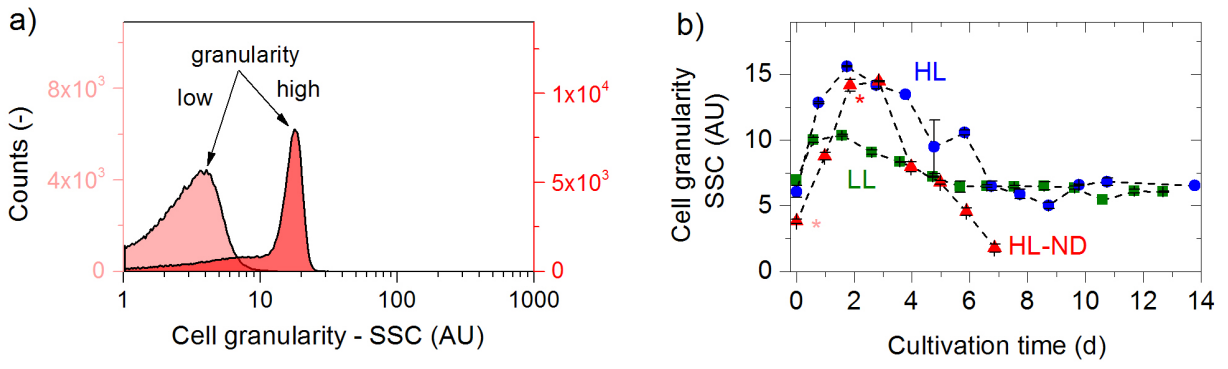 a)
granularity
low
high
8x10³
4x10³
0
Counts (-)
1x10⁴
5x10³
0
1
10
100
1000
Cell granularity - SSC (AU)
b)
HL
LL
HL-ND
*
*
15
10
5
0
Cell granularity
SSC (AU)
0
2
4
6
8
10
12
14
Cultivation time (d)